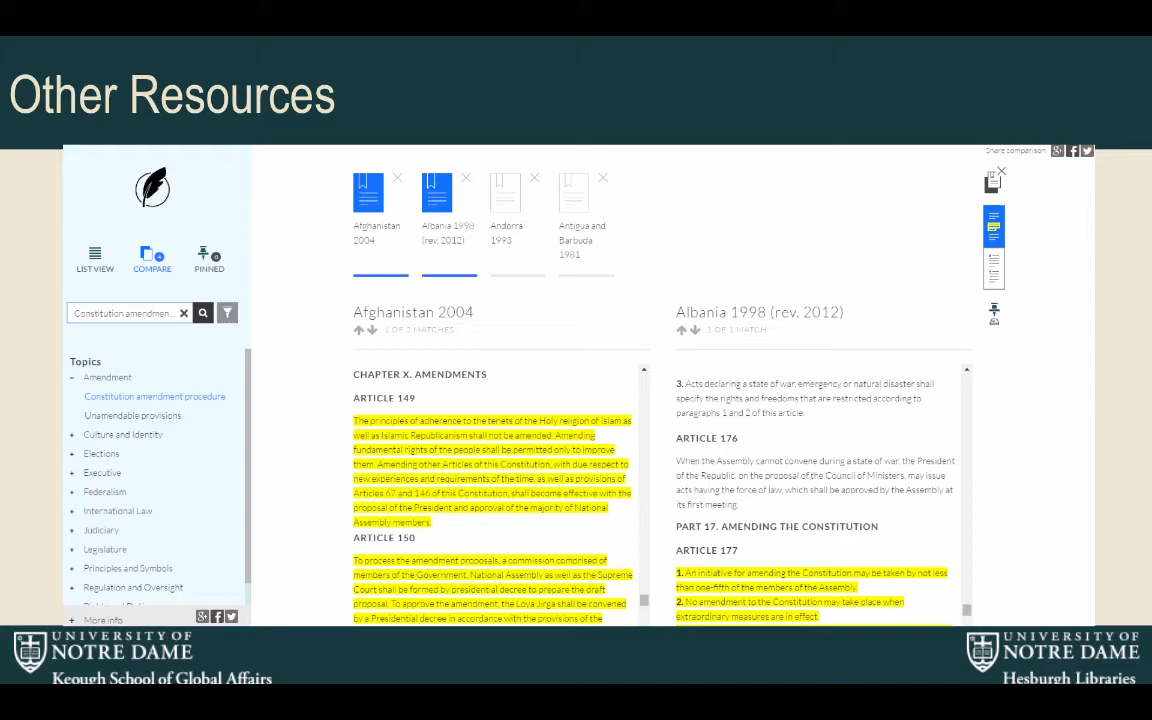 Other Resources
Share comparison
LIST VIEW
COMPARE
4
PINNED
0
Constitution amendmen...
Topics
− Amendment
Constitution amendment procedure
Unamendable provisions
+ Culture and Identity
+ Elections
+ Executive
+ Federalism
+ International Law
+ Judiciary
+ Legislature
+ Principles and Symbols
+ Regulation and Oversight
+ More info
Afghanistan
2004
Albania 1998
(rev. 2012)
Andorra
1993
Antigua and
Barbuda
1981
Afghanistan 2004
1 OF 2 MATCHES
CHAPTER X. AMENDMENTS
ARTICLE 149
The principles of adherence to the tenets of the Holy religion of Islam as
well as Islamic Republicanism shall not be amended. Amending
fundamental rights of the people shall be permitted only to improve
them. Amending other Articles of this Constitution, with due respect to
new experiences and requirements of the time, as well as provisions of
Articles 67 and 146 of this Constitution, shall become effective with the
proposal of the President and approval of the majority of National
Assembly members.
ARTICLE 150
To process the amendment proposals, a commission comprised of
members of the Government, National Assembly as well as the Supreme
Court shall be formed by presidential decree to prepare the draft
proposal. To approve the amendment, the Loya Jirga shall be convened
by a Presidential decree in accordance with the provisions of the
Albania 1998 (rev. 2012)
1 OF 1 MATCH
3. Acts declaring a state of war, emergency or natural disaster shall
specify the rights and freedoms that are restricted according to
paragraphs 1 and 2 of this article.
ARTICLE 176
When the Assembly cannot convene during a state of war, the President
of the Republic, on the proposal of the Council of Ministers, may issue
acts having the force of law, which shall be approved by the Assembly at
its first meeting.
PART 17. AMENDING THE CONSTITUTION
ARTICLE 177
1. An initiative for amending the Constitution may be taken by not less
than one-fifth of the members of the Assembly.
2. No amendment to the Constitution may take place when
extraordinary measures are in effect.
UNIVERSITY OF
NOTRE DAME
Keough School of Global Affairs
UNIVERSITY OF
NOTRE DAME
Hesburgh Libraries